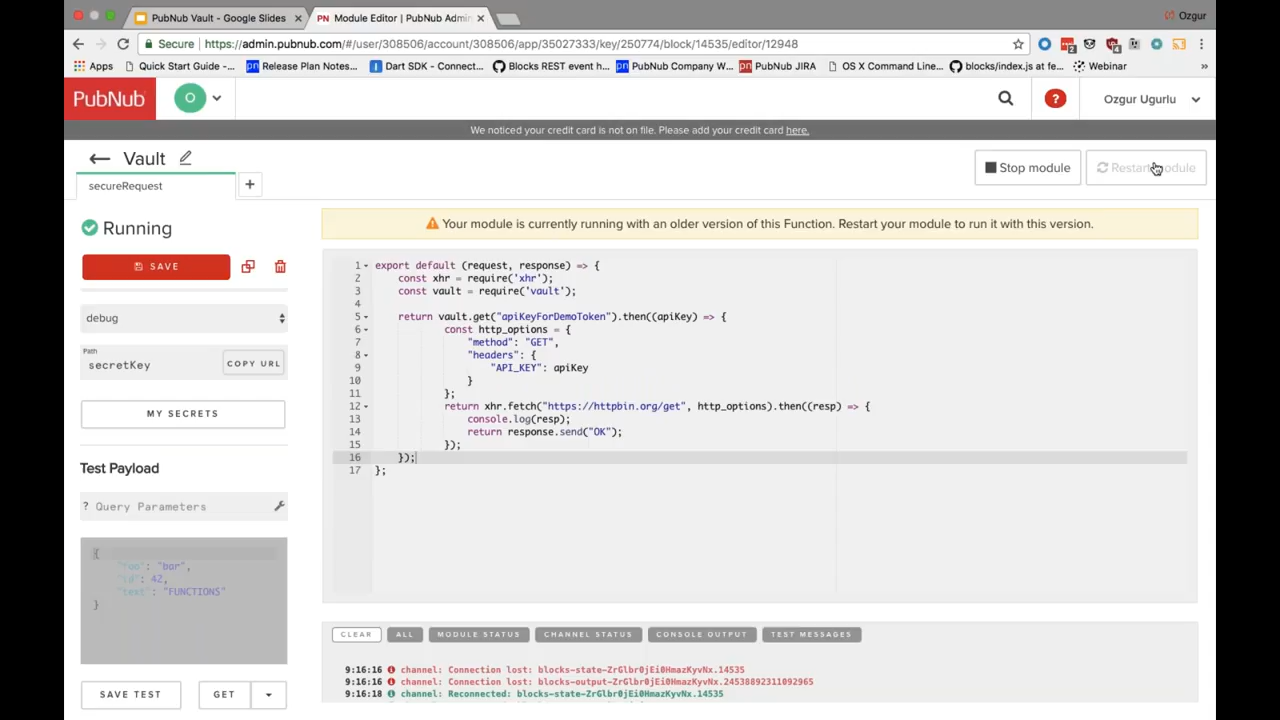 PubNub Vault - Google Slides
PN Module Editor | PubNub Admin
Ozgur
Secure
https://admin.pubnub.com/#/user/308506/account/308506/app/35027333/key/250774/block/14535/editor/12948
Apps
Quick Start Guide -...
pn Release Plan Notes...
Dart SDK - Connect...
Blocks REST event h...
pn PubNub Company W...
pn PubNub JIRA
OS X Command Line...
blocks/index.js at fe...
Webinar
»
PubNub
O
?
Ozgur Ugurlu
We noticed your credit card is not on file. Please add your credit card here.
Vault
Stop module
Restart module
secureRequest
+
Running
Your module is currently running with an older version of this Function. Restart your module to run it with this version.
SAVE
debug
Path
secretKey
COPY URL
MY SECRETS
Test Payload
? Query Parameters
{
"foo": "bar",
"id": 42,
"text": "FUNCTIONS"
}
SAVE TEST
GET
1 export default (request, response) => {
2 const xhr = require('xhr');
3 const vault = require('vault');
4
5 return vault.get("apiKeyForDemoToken").then((apiKey) => {
6 const http_options = {
7 "method": "GET",
8 "headers": {
9 "API_KEY": apiKey
10 }
11 };
12 return xhr.fetch("https://httpbin.org/get", http_options).then((resp) => {
13 console.log(resp);
14 return response.send("OK");
15 });
16 });
17 };
CLEAR
ALL
MODULE STATUS
CHANNEL STATUS
CONSOLE OUTPUT
TEST MESSAGES
9:16:16 channel: Connection lost: blocks-state-ZrGlbr0jEi0HmazKyvNx.14535
9:16:16 channel: Connection lost: blocks-output-ZrGlbr0jEi0HmazKyvNx.24538892311092965
9:16:18 channel: Reconnected: blocks-state-ZrGlbr0jEi0HmazKyvNx.14535